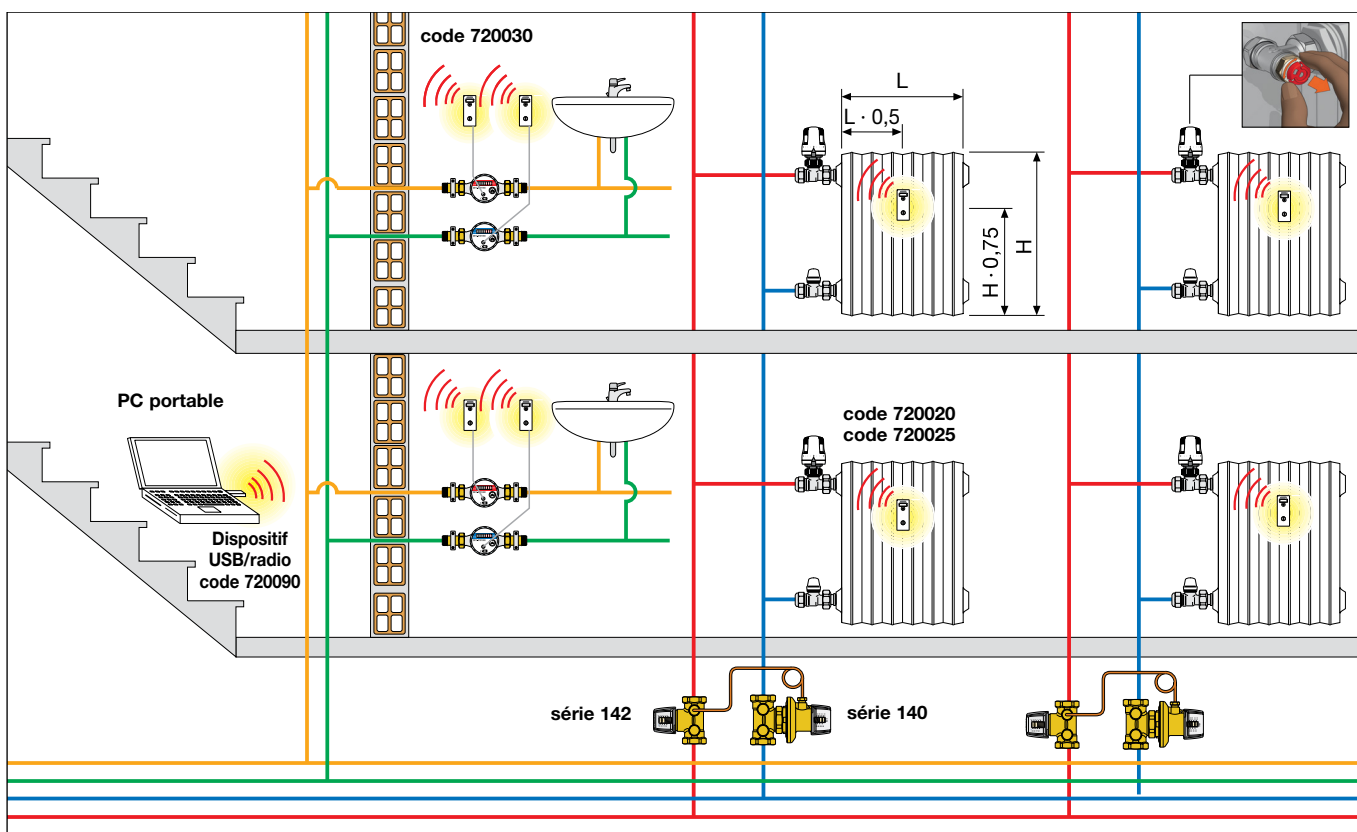 code 720030
L
L · 0,5
H · 0,75
H
PC portable
Dispositif
USB/radio
code 720090
code 720020
code 720025
série 142
série 140